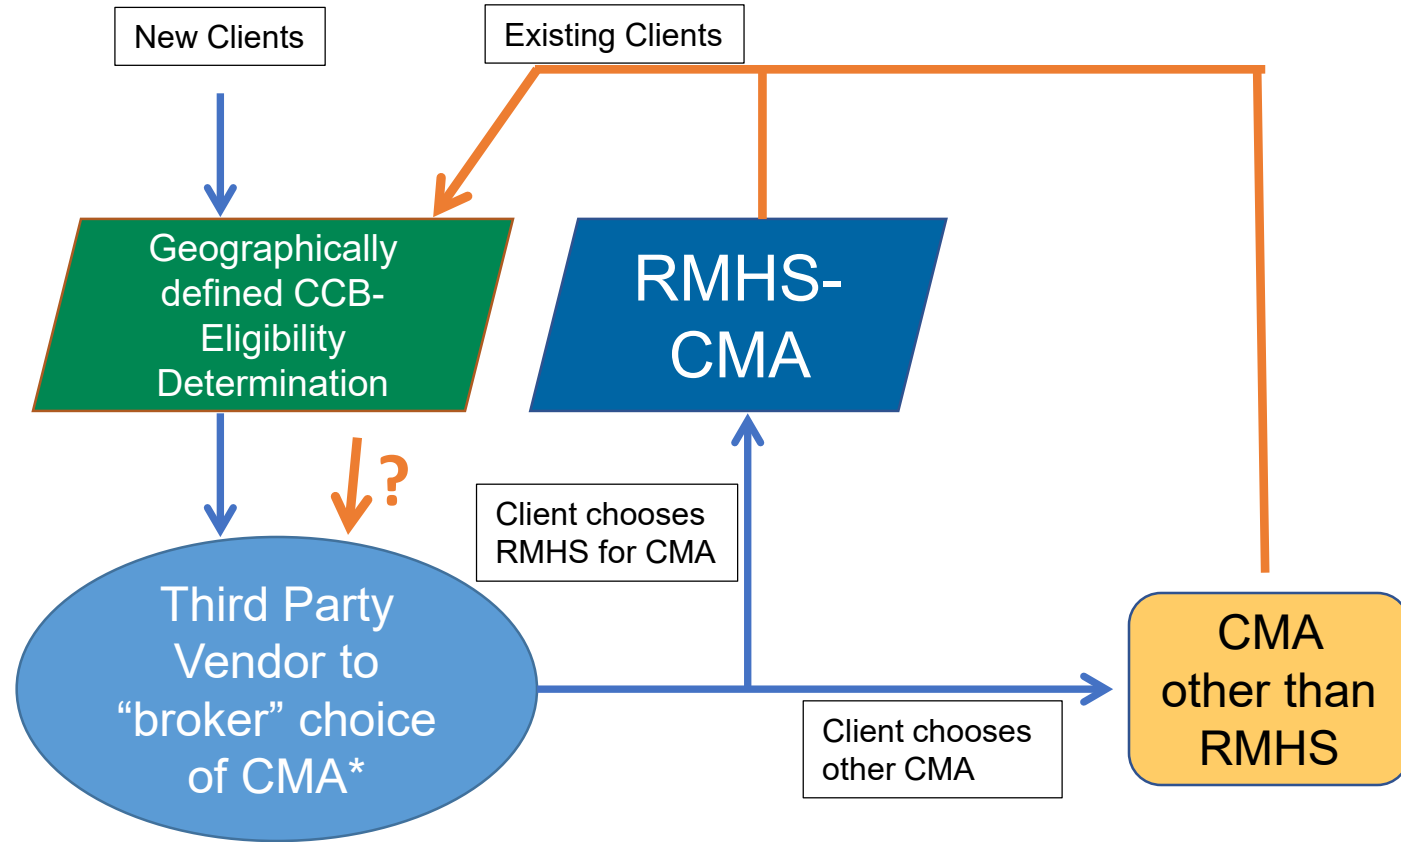 New Clients
Existing Clients
Geographically
defined CCB-
Eligibility
Determination
RMHS-
CMA
?
Client chooses
RMHS for CMA
Third Party
Vendor to
“broker” choice
of CMA*
Client chooses
other CMA
CMA
other than
RMHS